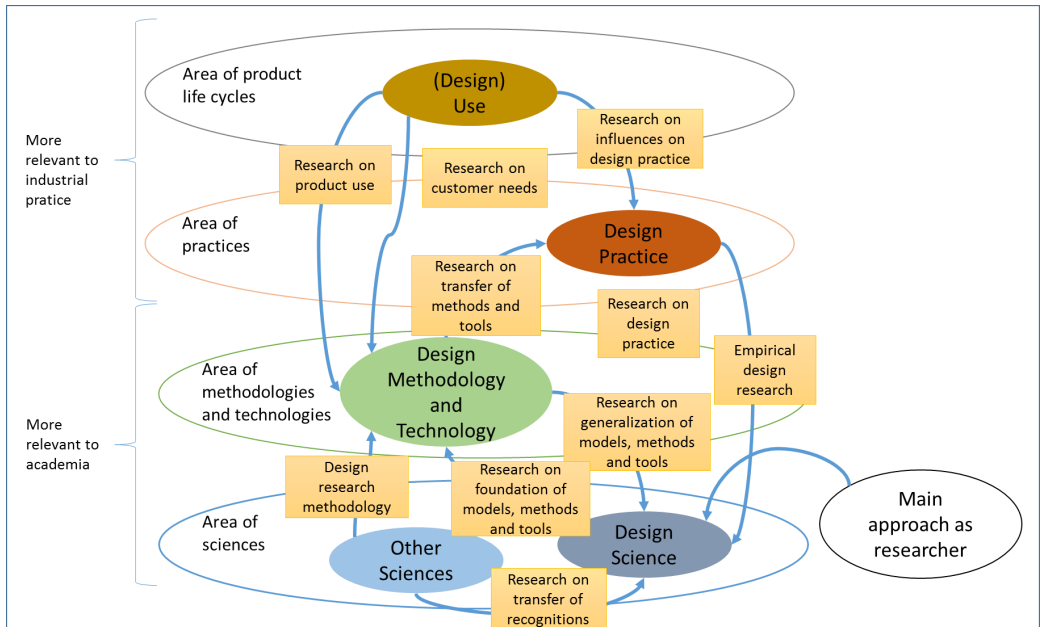 Area of product
life cycles
(Design)
Use
Research on
influences on
design practice
More
relevant to
industrial
pratice
Research on
product use
Research on
customer needs
Area of
practices
Design
Practice
Research on
transfer of
methods and
tools
Research on
design
practice
Empirical
design
research
Design
Methodology
and
Technology
Area of
methodologies
and technologies
More
relevant to
academia
Research on
generalization of
models, methods
and tools
Design
research
methodology
Research on
foundation of
models, methods
and tools
Main
approach as
researcher
Area of
sciences
Other
Sciences
Design
Science
Research on
transfer of
recognitions